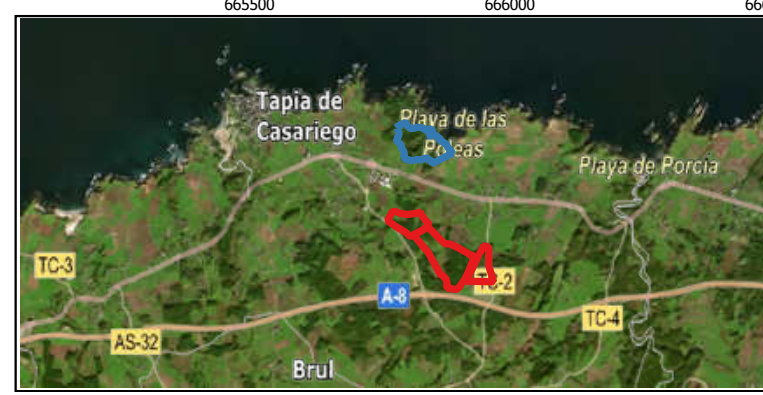 665500
666000
Tapia de
Casariego
Playa de las
Poleas
Playa de Porcia
TC-3
TC-2
A-8
TC-4
AS-32
Brul